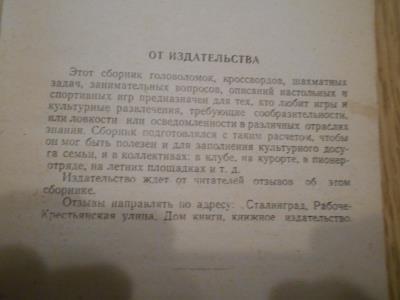 ОТ ИЗДАТЕЛЬСТВА
Этот сборник головоломок, кроссвордов, шахматных
задач, занимательных вопросов, описаний настольных и
спортивных игр предназначен для тех, кто любит игры и
культурные развлечения, требующие сообразительности,
или ловкости или осведомленности в различных отраслях
знания. Сборник подготовлялся с таким расчетом, чтобы
он мог быть полезен и для заполнения культурного досу-
га семьи, и в коллективах: в клубе, на курорте, в пионер-
отряде, на летних площадках и т. д.
Издательство ждет от читателей отзывов об этом
сборнике.
Отзывы направлять по адресу: Сталинград, Рабоче-
Крестьянская улица, Дом книги, книжное издательство.